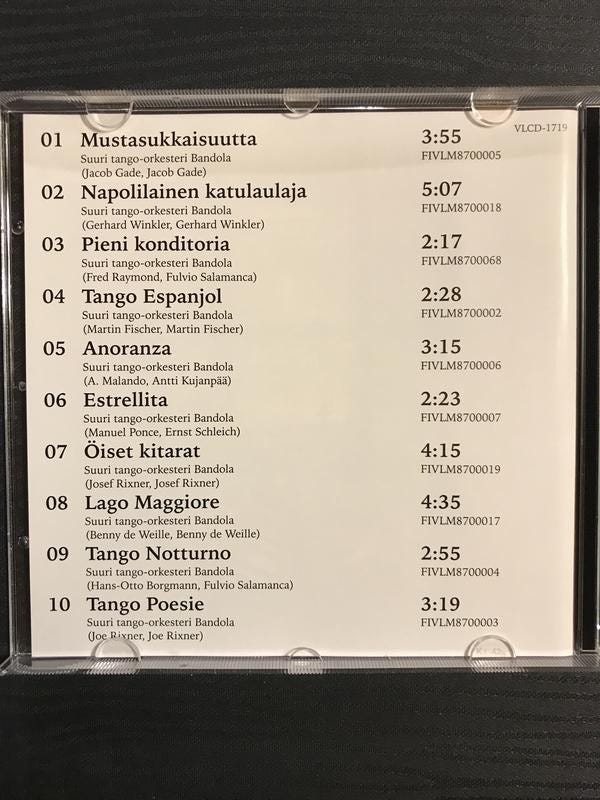 VLCD-1719
01 Mustasukkaisuutta 3:55
Suuri tango-orkesteri Bandola FIVLM8700005
(Jacob Gade, Jacob Gade)
02 Napolilainen katulaulaja 5:07
Suuri tango-orkesteri Bandola FIVLM8700018
(Gerhard Winkler, Gerhard Winkler)
03 Pieni konditoria 2:17
Suuri tango-orkesteri Bandola FIVLM8700068
(Fred Raymond, Fulvio Salamanca)
04 Tango Espanjol 2:28
Suuri tango-orkesteri Bandola FIVLM8700002
(Martin Fischer, Martin Fischer)
05 Anoranza 3:15
Suuri tango-orkesteri Bandola FIVLM8700006
(A. Malando, Antti Kujanpää)
06 Estrellita 2:23
Suuri tango-orkesteri Bandola FIVLM8700007
(Manuel Ponce, Ernst Schleich)
07 Öiset kitarat 4:15
Suuri tango-orkesteri Bandola FIVLM8700019
(Josef Rixner, Josef Rixner)
08 Lago Maggiore 4:35
Suuri tango-orkesteri Bandola FIVLM8700017
(Benny de Weille, Benny de Weille)
09 Tango Notturno 2:55
Suuri tango-orkesteri Bandola FIVLM8700004
(Hans-Otto Borgmann, Fulvio Salamanca)
10 Tango Poesie 3:19
Suuri tango-orkesteri Bandola FIVLM8700003
(Joe Rixner, Joe Rixner)